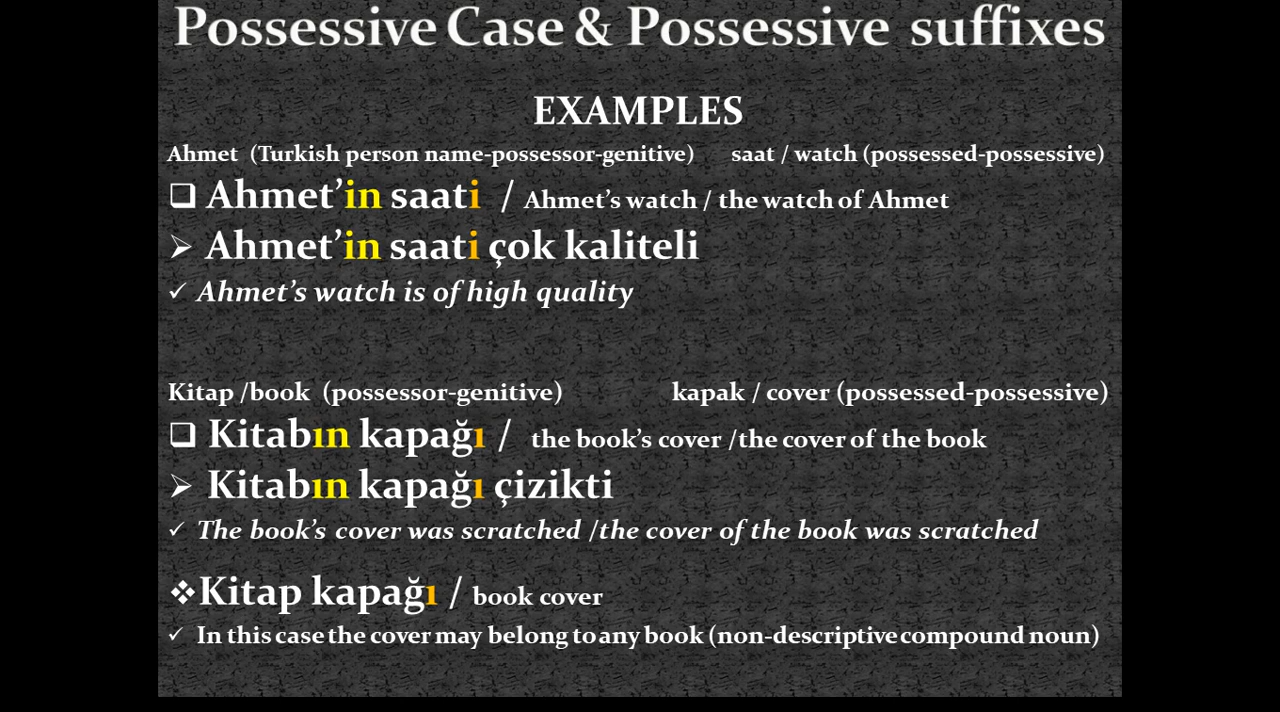 Possessive Case & Possessive suffixes
EXAMPLES
Ahmet (Turkish person name-possessor-genitive) saat / watch (possessed-possessive)
❑ Ahmet’in saati / Ahmet’s watch / the watch of Ahmet
➢ Ahmet’in saati çok kaliteli
✓ Ahmet’s watch is of high quality
Kitap /book (possessor-genitive) kapak / cover (possessed-possessive)
❑ Kitabın kapağı / the book’s cover /the cover of the book
➢ Kitabın kapağı çizikti
✓ The book’s cover was scratched /the cover of the book was scratched
❖Kitap kapağı / book cover
✓ In this case the cover may belong to any book (non-descriptive compound noun)